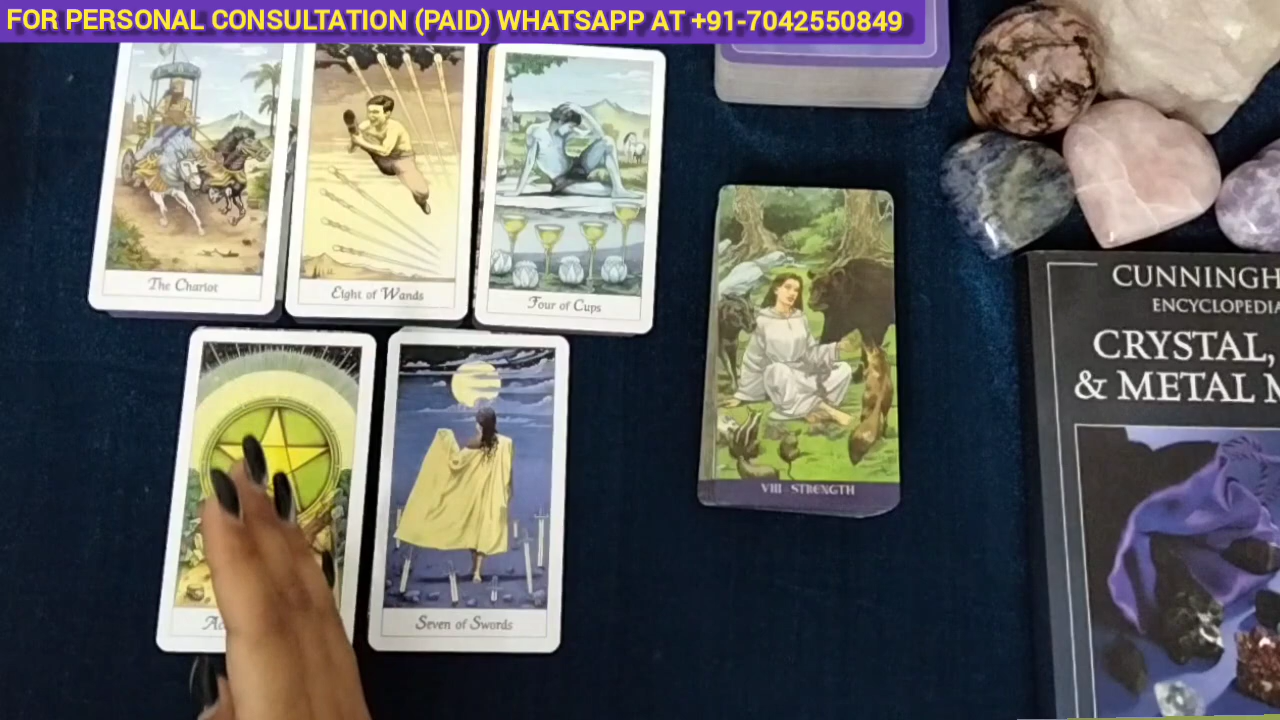 FOR PERSONAL CONSULTATION (PAID) WHATSAPP AT +91-7042550849
The Chariot
Eight of Wands
Four of Cups
Seven of Swords
VIII - STRENGTH
CUNNINGH
ENCYCLOPEDIA
CRYSTAL,
& METAL M